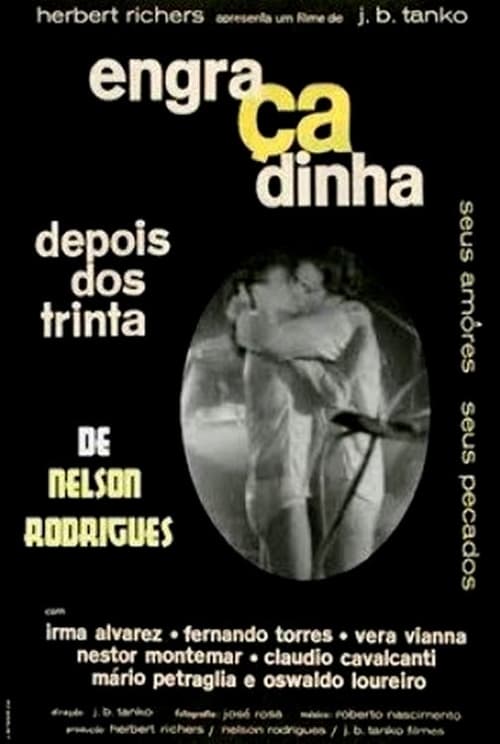 herbert richers apresenta um filme de j. b. tanko
engra
ça
dinha
depois
dos
trinta
seus amôres seus pecados
DE
NELSON
RODRIGUES
com
irma alvarez • fernando torres • vera vianna
nestor montemar • claudio cavalcanti
mário petraglia e oswaldo loureiro
direção j. b. tanko fotografia josé rosa música roberto nascimento
produção herbert richers / nelson rodrigues / j. b. tanko filmes